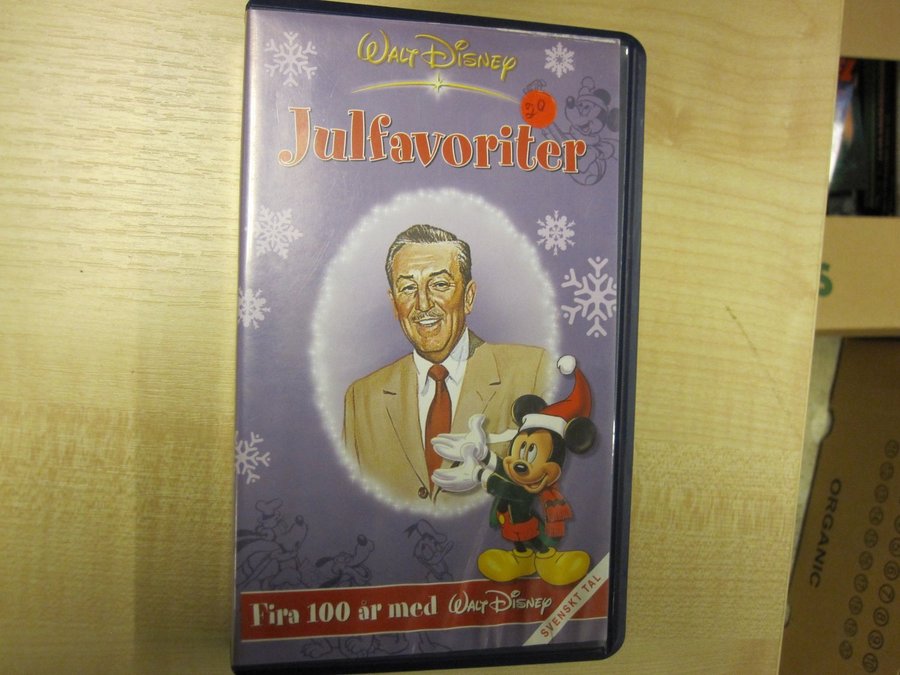 WALT DISNEY
20
Julfavoriter
Fira 100 år med WALT DISNEY
SVENSKT TAL
ORGANIC